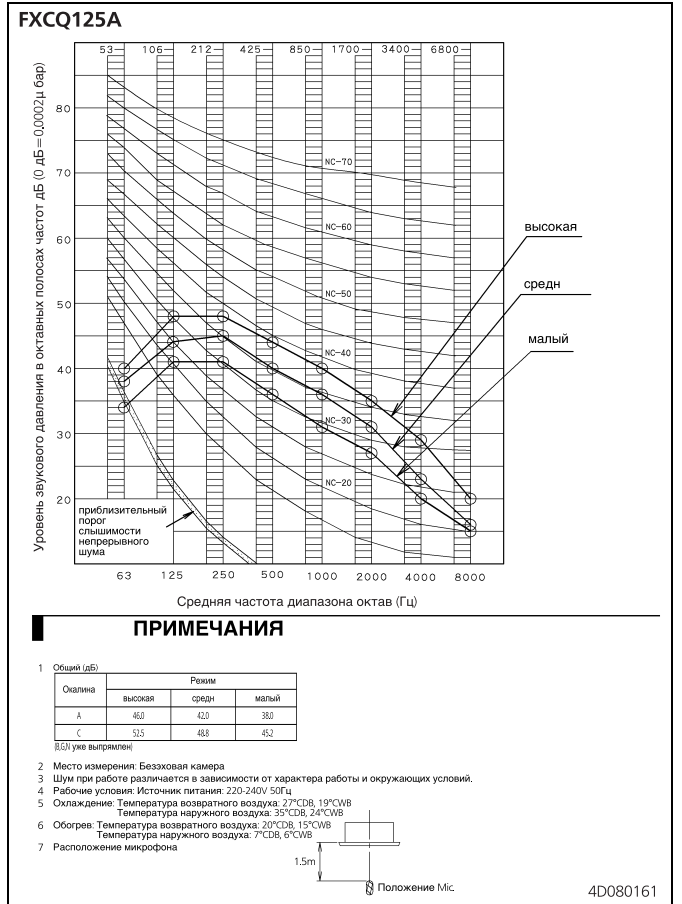 FXCQ125A
53 106 212 425 850 1700 3400 6800
Уровень звукового давления в октавных полосах частот дБ (0 дБ = 0.0002µ бар)
80
70
60
50
40
30
20
NC-70
NC-60
NC-50
NC-40
NC-30
NC-20
высокая
средн
малый
приблизительный
порог
слышимости
непрерывного
шума
63 125 250 500 1000 2000 4000 8000
Средняя частота диапазона октав (Гц)
ПРИМЕЧАНИЯ
1 Общий (дБ)
Окалина Режим
высокая средн малый
A 46.0 42.0 38.0
C 52.5 48.8 45.2
(B,G,N уже выпрямлен)
2 Место измерения: Безэховая камера
3 Шум при работе различается в зависимости от характера работы и окружающих условий.
4 Рабочие условия: Источник питания: 220-240V 50Гц
5 Охлаждение: Температура возвратного воздуха: 27°CDB, 19°CWB
Температура наружного воздуха: 35°CDB, 24°CWB
6 Обогрев: Температура возвратного воздуха: 20°CDB, 15°CWB
Температура наружного воздуха: 7°CDB, 6°CWB
7 Расположение микрофона
1.5m
Положение Mic.
4D080161